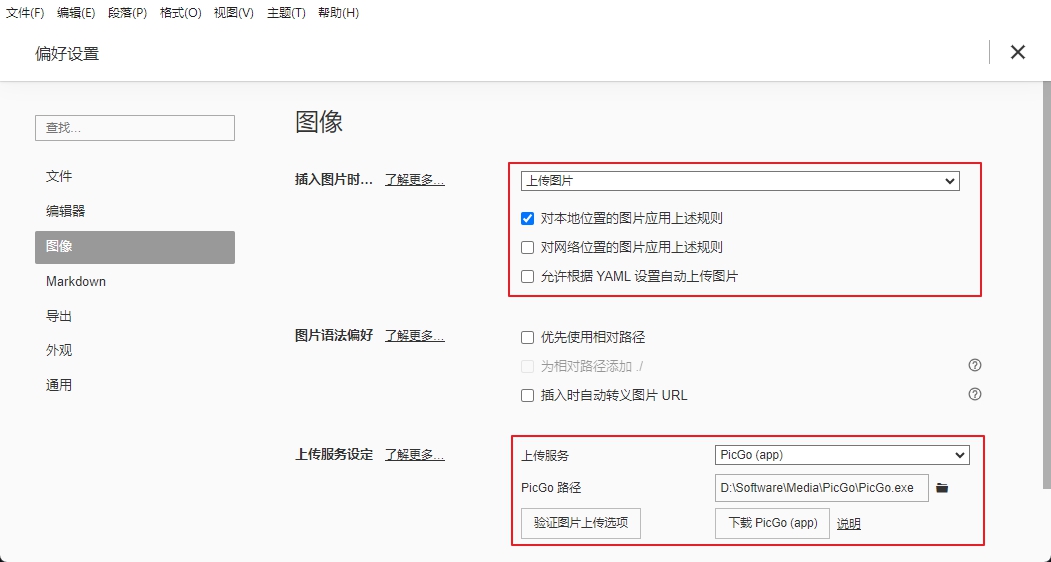 文件(F) 编辑(E) 段落(P) 格式(O) 视图(V) 主题(T) 帮助(H)
偏好设置
查找...
文件
编辑器
图像
Markdown
导出
外观
通用
图像
插入图片时... 了解更多...
上传图片
对本地位置的图片应用上述规则
对网络位置的图片应用上述规则
允许根据 YAML 设置自动上传图片
图片语法偏好 了解更多...
优先使用相对路径
为相对路径添加 ./
插入时自动转义图片 URL
上传服务设定 了解更多...
上传服务 PicGo (app)
PicGo 路径 D:\Software\Media\PicGo\PicGo.exe
验证图片上传选项 下载 PicGo (app) 说明